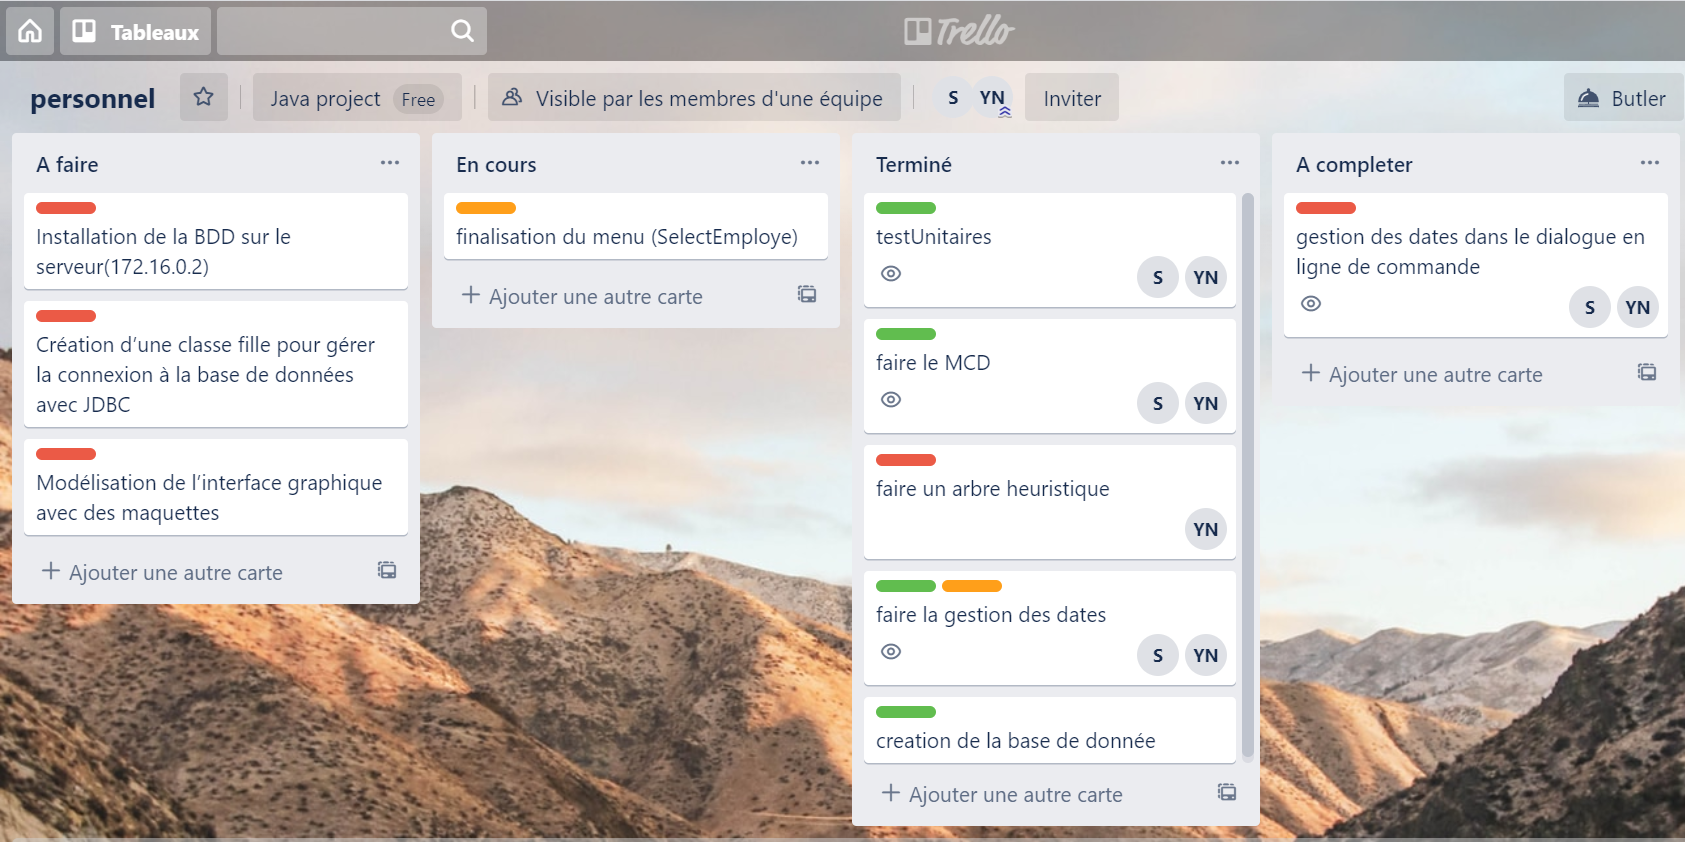 Tableaux
Trello
personnel
Java project Free
Visible par les membres d'une équipe
S YN
Inviter
Butler
A faire
Installation de la BDD sur le
serveur(172.16.0.2)
Création d’une classe fille pour gérer
la connexion à la base de données
avec JDBC
Modélisation de l’interface graphique
avec des maquettes
Ajouter une autre carte
En cours
finalisation du menu (SelectEmploye)
Ajouter une autre carte
Terminé
testUnitaires
S YN
faire le MCD
S YN
faire un arbre heuristique
YN
faire la gestion des dates
S YN
creation de la base de donnée
Ajouter une autre carte
A completer
gestion des dates dans le dialogue en
ligne de commande
S YN
Ajouter une autre carte